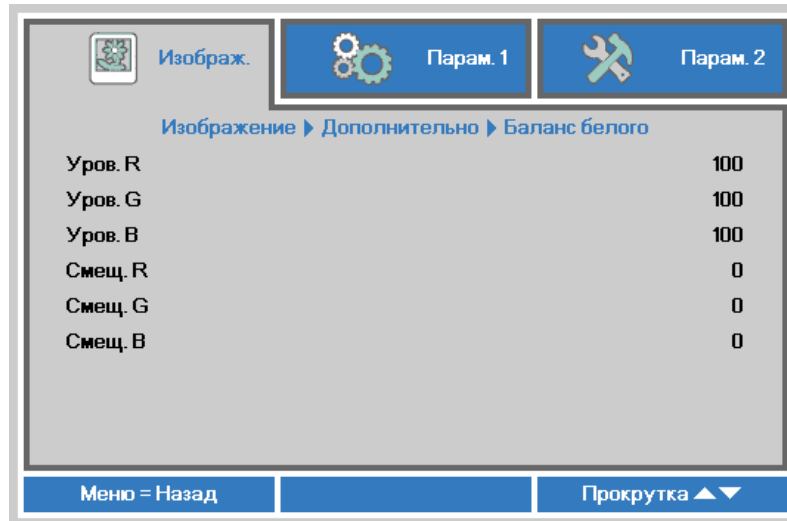 Изображ. Парам. 1 Парам. 2
Изображение ▶ Дополнительно ▶ Баланс белого
Уров. R 100
Уров. G 100
Уров. B 100
Смещ. R 0
Смещ. G 0
Смещ. B 0
Меню = Назад Прокрутка ▲▼